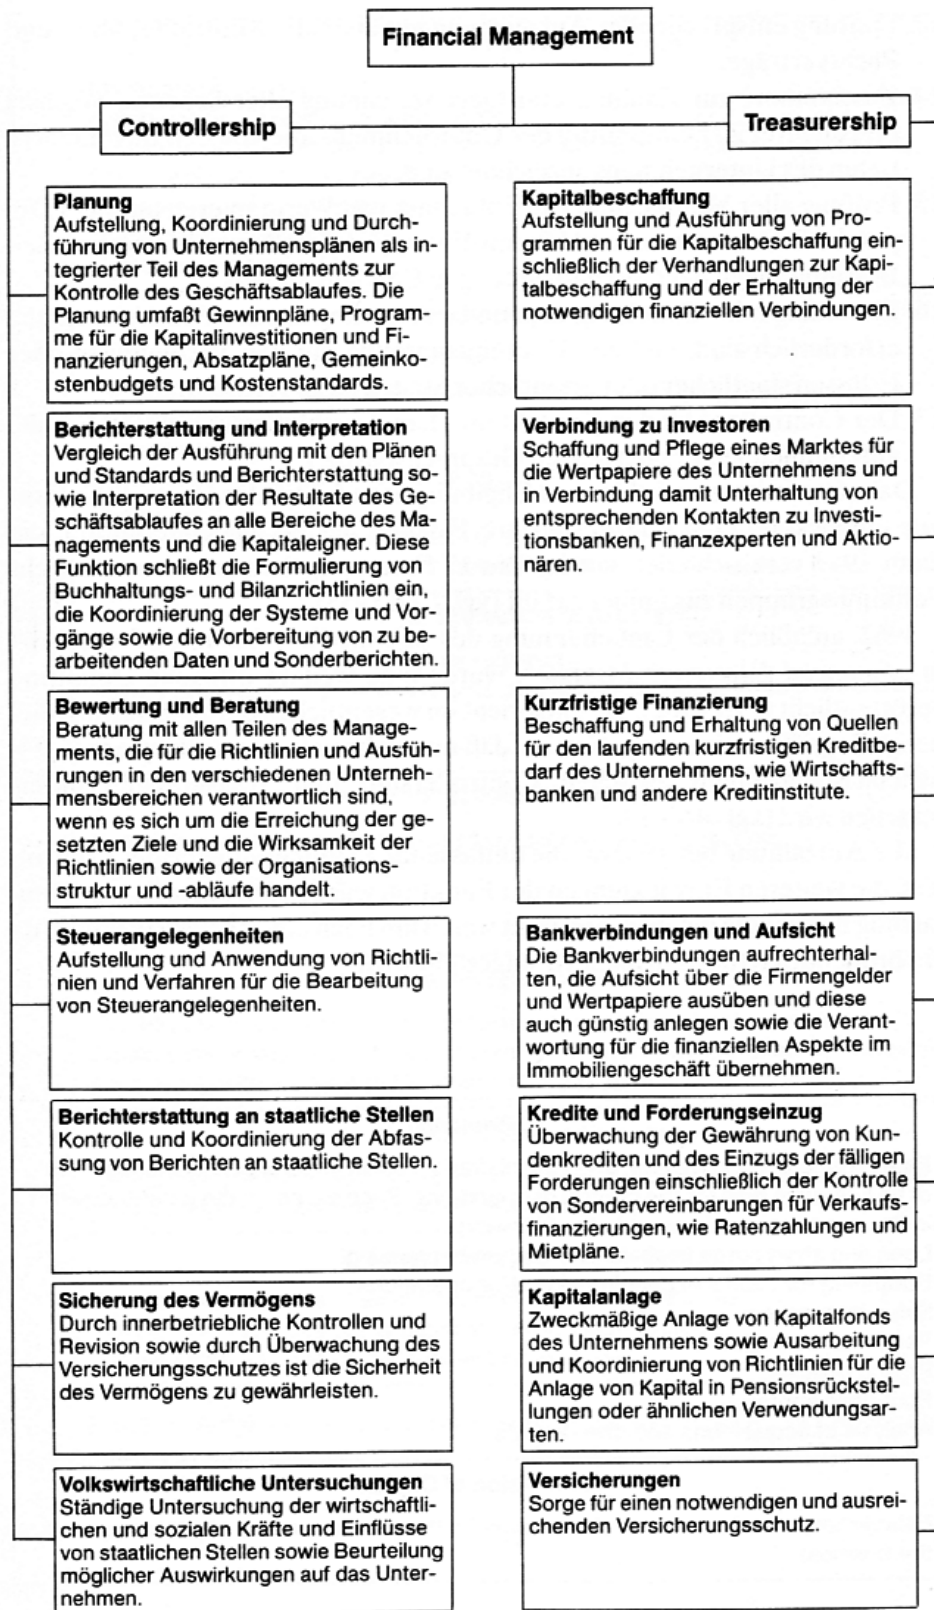 Financial Management
Controllership
Treasurership
Planung
Aufstellung, Koordinierung und Durch-
führung von Unternehmensplänen als in-
tegrierter Teil des Managements zur
Kontrolle des Geschäftsablaufes. Die
Planung umfaßt Gewinnpläne, Program-
me für die Kapitalinvestitionen und Fi-
nanzierungen, Absatzpläne, Gemeinko-
stenbudgets und Kostenstandards.
Berichterstattung und Interpretation
Vergleich der Ausführung mit den Plänen
und Standards und Berichterstattung so-
wie Interpretation der Resultate des Ge-
schäftsablaufes an alle Bereiche des Ma-
nagements und die Kapitaleigner. Diese
Funktion schließt die Formulierung von
Buchhaltungs- und Bilanzrichtlinien ein,
die Koordinierung der Systeme und Vor-
gänge sowie die Vorbereitung von zu be-
arbeitenden Daten und Sonderberichten.
Bewertung und Beratung
Beratung mit allen Teilen des Manage-
ments, die für die Richtlinien und Ausfüh-
rungen in den verschiedenen Unterneh-
mensbereichen verantwortlich sind,
wenn es sich um die Erreichung der ge-
setzten Ziele und die Wirksamkeit der
Richtlinien sowie der Organisations-
struktur und -abläufe handelt.
Steuerangelegenheiten
Aufstellung und Anwendung von Richtli-
nien und Verfahren für die Bearbeitung
von Steuerangelegenheiten.
Berichterstattung an staatliche Stellen
Kontrolle und Koordinierung der Abfas-
sung von Berichten an staatliche Stellen.
Sicherung des Vermögens
Durch innerbetriebliche Kontrollen und
Revision sowie durch Überwachung des
Versicherungsschutzes ist die Sicherheit
des Vermögens zu gewährleisten.
Volkswirtschaftliche Untersuchungen
Ständige Untersuchung der wirtschaftli-
chen und sozialen Kräfte und Einflüsse
von staatlichen Stellen sowie Beurteilung
möglicher Auswirkungen auf das Unter-
nehmen.
Kapitalbeschaffung
Aufstellung und Ausführung von Pro-
grammen für die Kapitalbeschaffung ein-
schließlich der Verhandlungen zur Kapi-
talbeschaffung und der Erhaltung der
notwendigen finanziellen Verbindungen.
Verbindung zu Investoren
Schaffung und Pflege eines Marktes für
die Wertpapiere des Unternehmens und
in Verbindung damit Unterhaltung von
entsprechenden Kontakten zu Investi-
tionsbanken, Finanzexperten und Aktio-
nären.
Kurzfristige Finanzierung
Beschaffung und Erhaltung von Quellen
für den laufenden kurzfristigen Kreditbe-
darf des Unternehmens, wie Wirtschafts-
banken und andere Kreditinstitute.
Bankverbindungen und Aufsicht
Die Bankverbindungen aufrechterhal-
ten, die Aufsicht über die Firmengelder
und Wertpapiere ausüben und diese
auch günstig anlegen sowie die Verant-
wortung für die finanziellen Aspekte im
Immobiliengeschäft übernehmen.
Kredite und Forderungseinzug
Überwachung der Gewährung von Kun-
denkrediten und des Einzugs der fälligen
Forderungen einschließlich der Kontrolle
von Sondervereinbarungen für Verkaufs-
finanzierungen, wie Ratenzahlungen und
Mietpläne.
Kapitalanlage
Zweckmäßige Anlage von Kapitalfonds
des Unternehmens sowie Ausarbeitung
und Koordinierung von Richtlinien für die
Anlage von Kapital in Pensionsrückstel-
lungen oder ähnlichen Verwendungsar-
ten.
Versicherungen
Sorge für einen notwendigen und ausrei-
chenden Versicherungsschutz.